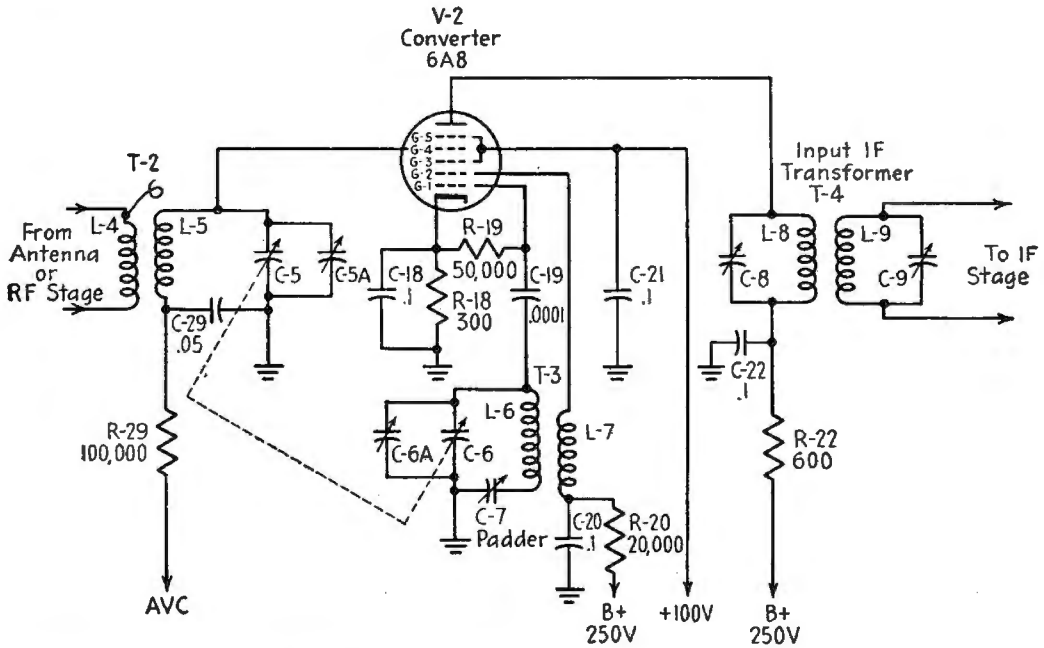 V-2
Converter
6A8
G-5
G-4
G-3
G-2
G-1
T-2
6
L-4
L-5
From
Antenna
or
RF Stage
C-5
C-5A
C-29
.05
R-29
100,000
AVC
C-18
.1
R-19
50,000
R-18
300
C-19
.0001
C-21
.1
T-3
L-6
L-7
C-6A
C-6
C-7
Padder
C-20
.1
R-20
20,000
B+
250V
+100V
Input IF
Transformer
T-4
L-8
L-9
C-8
C-9
To IF
Stage
C-22
.1
R-22
600
B+
250V